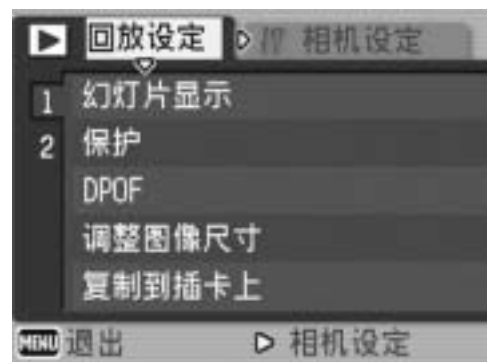 回放设定 相机设定
1 幻灯片显示
2 保护
DPOF
调整图像尺寸
复制到插卡上
MENU 退出 相机设定